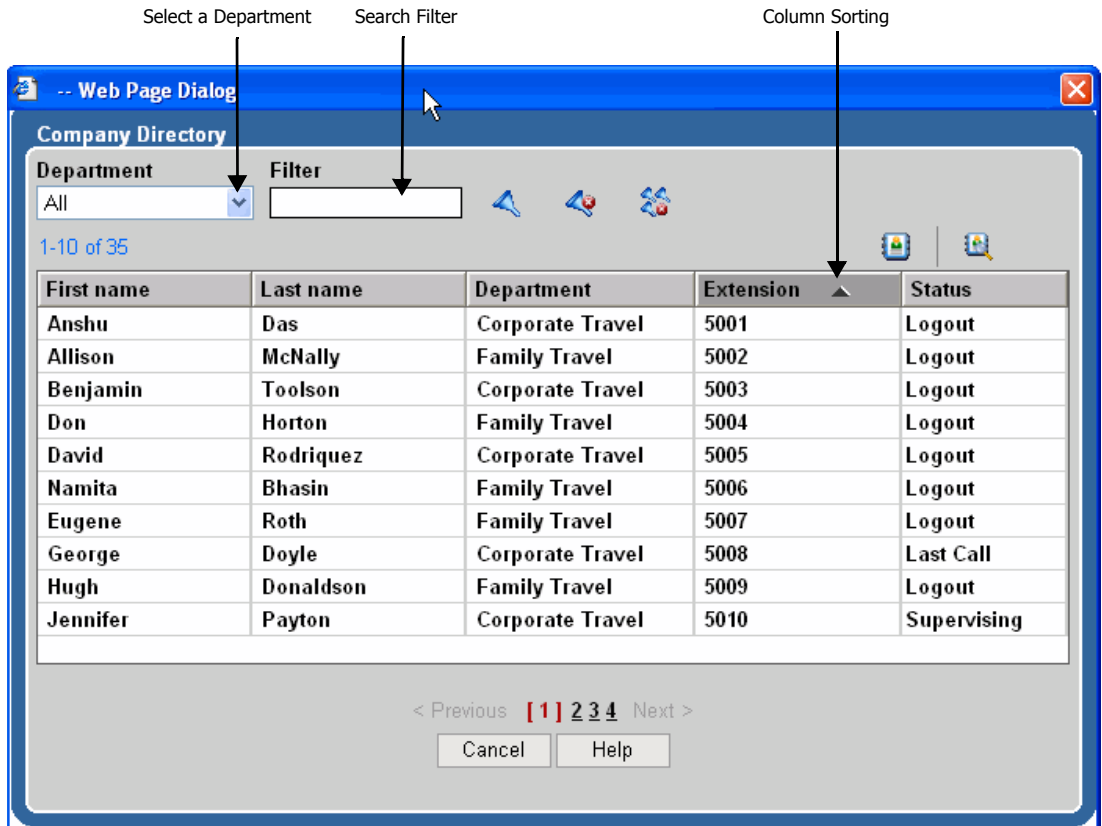 Select a Department Search Filter Column Sorting
-- Web Page Dialog
Company Directory
Department Filter
All
1-10 of 35
First name Last name Department Extension Status
Anshu Das Corporate Travel 5001 Logout
Allison McNally Family Travel 5002 Logout
Benjamin Toolson Corporate Travel 5003 Logout
Don Horton Family Travel 5004 Logout
David Rodriquez Corporate Travel 5005 Logout
Namita Bhasin Family Travel 5006 Logout
Eugene Roth Family Travel 5007 Logout
George Doyle Corporate Travel 5008 Last Call
Hugh Donaldson Family Travel 5009 Logout
Jennifer Payton Corporate Travel 5010 Supervising
< Previous [ 1 ] 2 3 4 Next >
Cancel Help